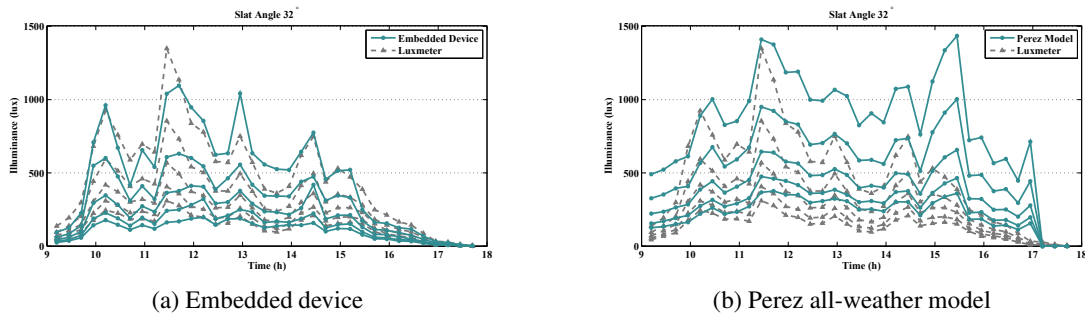 Slat Angle 32°
1500
1000
500
0
Illuminance (lux)
Embedded Device
Luxmeter
9 10 11 12 13 14 15 16 17 18
Time (h)
(a) Embedded device
Slat Angle 32°
1500
1000
500
0
Illuminance (lux)
Perez Model
Luxmeter
9 10 11 12 13 14 15 16 17 18
Time (h)
(b) Perez all-weather model